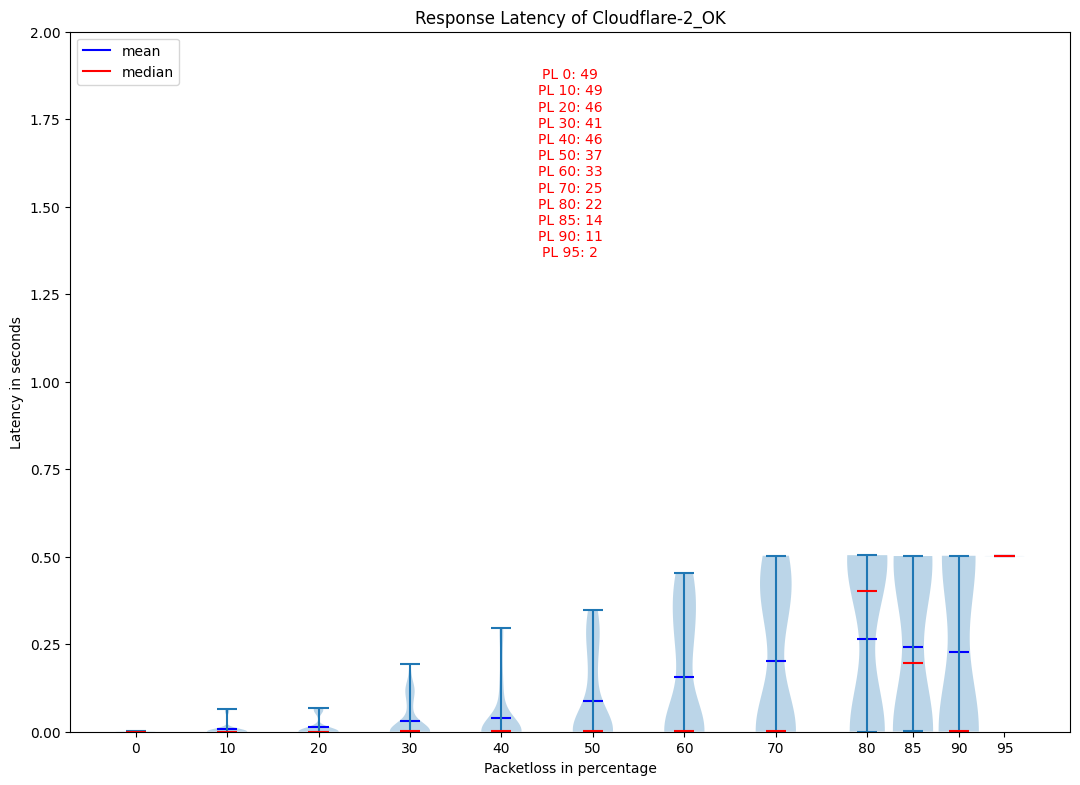 Response Latency of Cloudflare-2_OK
mean
median
PL 0: 49
PL 10: 49
PL 20: 46
PL 30: 41
PL 40: 46
PL 50: 37
PL 60: 33
PL 70: 25
PL 80: 22
PL 85: 14
PL 90: 11
PL 95: 2
Latency in seconds
2.00
1.75
1.50
1.25
1.00
0.75
0.50
0.25
0.00
0 10 20 30 40 50 60 70 80 85 90 95
Packetloss in percentage